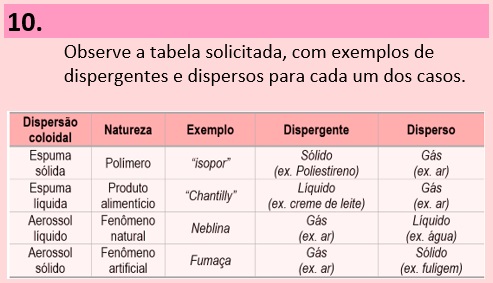 10.
Observe a tabela solicitada, com exemplos de
dispergentes e dispersos para cada um dos casos.
Dispersão coloidal Natureza Exemplo Dispergente Disperso
Espuma sólida Polímero “isopor” Sólido (ex. Poliestireno) Gás (ex. ar)
Espuma líquida Produto alimentício “Chantilly” Líquido (ex. creme de leite) Gás (ex. ar)
Aerossol líquido Fenômeno natural Neblina Gás (ex. ar) Líquido (ex. água)
Aerossol sólido Fenômeno artificial Fumaça Gás (ex. ar) Sólido (ex. fuligem)